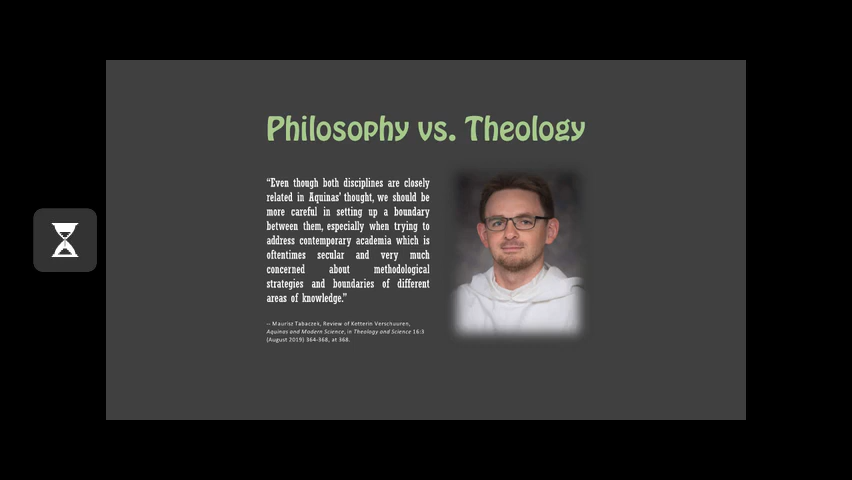 Philosophy vs. Theology
“Even though both disciplines are closely
related in Aquinas' thought, we should be
more careful in setting up a boundary
between them, especially when trying to
address contemporary academia which is
oftentimes secular and very much
concerned about methodological
strategies and boundaries of different
areas of knowledge.”
-- Maurisz Tabaczek, Review of Ketterin Verschuuren,
Aquinas and Modern Science, in Theology and Science 16:3
(August 2019) 364-368, at 368.